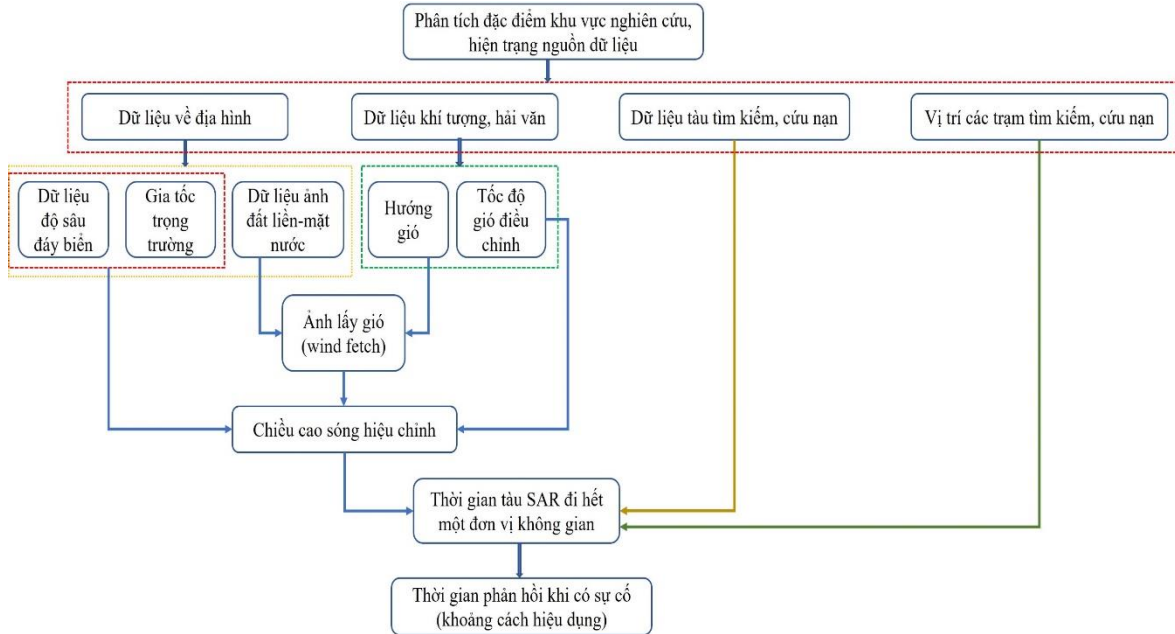 Phân tích đặc điểm khu vực nghiên cứu,
hiện trạng nguồn dữ liệu
Dữ liệu về địa hình
Dữ liệu khí tượng, hải văn
Dữ liệu tàu tìm kiếm, cứu nạn
Vị trí các trạm tìm kiếm, cứu nạn
Dữ liệu
độ sâu
đáy biển
Gia tốc
trọng
trường
Dữ liệu ảnh
đất liền-mặt
nước
Hướng
gió
Tốc độ
gió điều
chỉnh
Ảnh lấy gió
(wind fetch)
Chiều cao sóng hiệu chỉnh
Thời gian tàu SAR đi hết
một đơn vị không gian
Thời gian phản hồi khi có sự cố
(khoảng cách hiệu dụng)